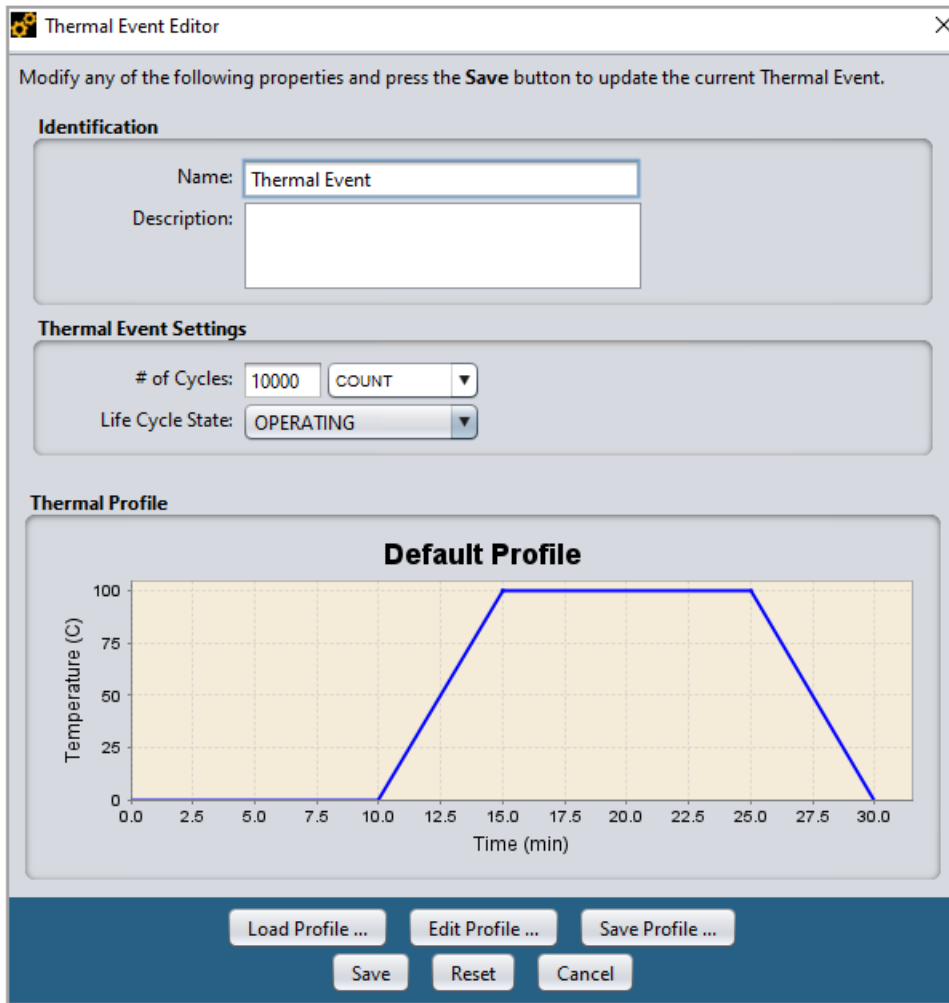 Thermal Event Editor
Modify any of the following properties and press the Save button to update the current Thermal Event.
Identification
Name: Thermal Event
Description:
Thermal Event Settings
# of Cycles: 10000 COUNT
Life Cycle State: OPERATING
Thermal Profile
Default Profile
Temperature (C)
100
75
50
25
0
0.0 2.5 5.0 7.5 10.0 12.5 15.0 17.5 20.0 22.5 25.0 27.5 30.0
Time (min)
Load Profile ... Edit Profile ... Save Profile ...
Save Reset Cancel